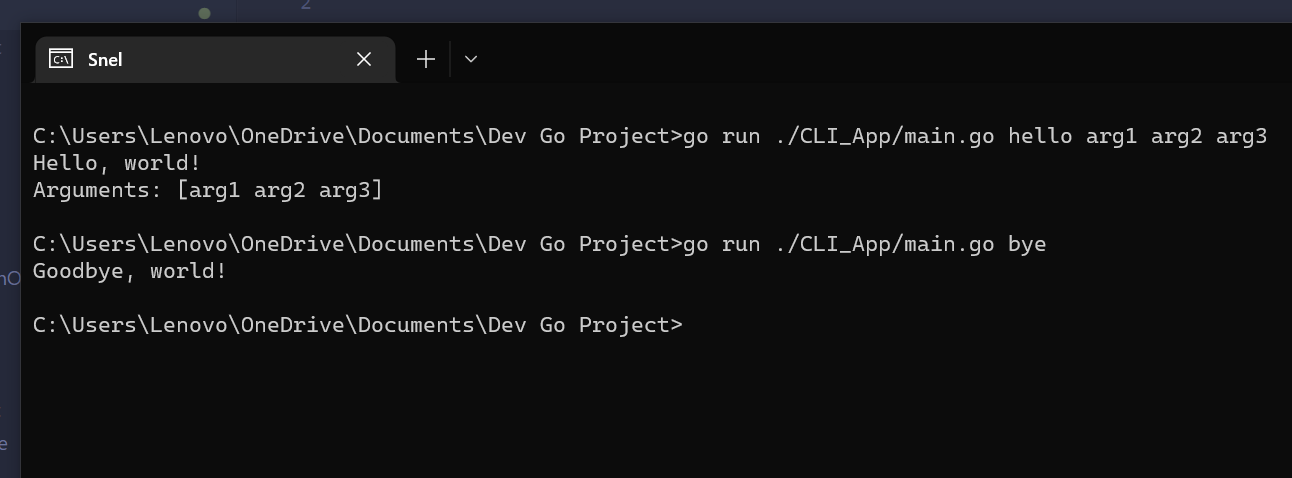 2
Snel
C:\Users\Lenovo\OneDrive\Documents\Dev Go Project>go run ./CLI_App/main.go hello arg1 arg2 arg3
Hello, world!
Arguments: [arg1 arg2 arg3]
C:\Users\Lenovo\OneDrive\Documents\Dev Go Project>go run ./CLI_App/main.go bye
Goodbye, world!
nO
C:\Users\Lenovo\OneDrive\Documents\Dev Go Project>
e